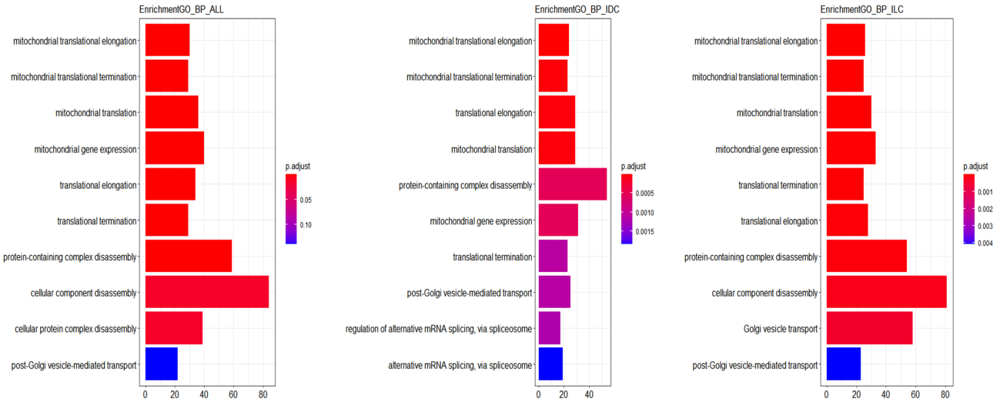 EnrichmentGO_BP_ALL
mitochondrial translational elongation
mitochondrial translational termination
mitochondrial translation
mitochondrial gene expression
translational elongation
translational termination
protein-containing complex disassembly
cellular component disassembly
cellular protein complex disassembly
post-Golgi vesicle-mediated transport
0 20 40 60 80
p.adjust
0.05
0.10
EnrichmentGO_BP_IDC
mitochondrial translational elongation
mitochondrial translational termination
translational elongation
mitochondrial translation
protein-containing complex disassembly
mitochondrial gene expression
translational termination
post-Golgi vesicle-mediated transport
regulation of alternative mRNA splicing, via spliceosome
alternative mRNA splicing, via spliceosome
0 20 40
p.adjust
0.0005
0.0010
0.0015
EnrichmentGO_BP_ILC
mitochondrial translational elongation
mitochondrial translational termination
mitochondrial translation
mitochondrial gene expression
translational termination
translational elongation
protein-containing complex disassembly
cellular component disassembly
Golgi vesicle transport
post-Golgi vesicle-mediated transport
0 20 40 60 80
p.adjust
0.001
0.002
0.003
0.004